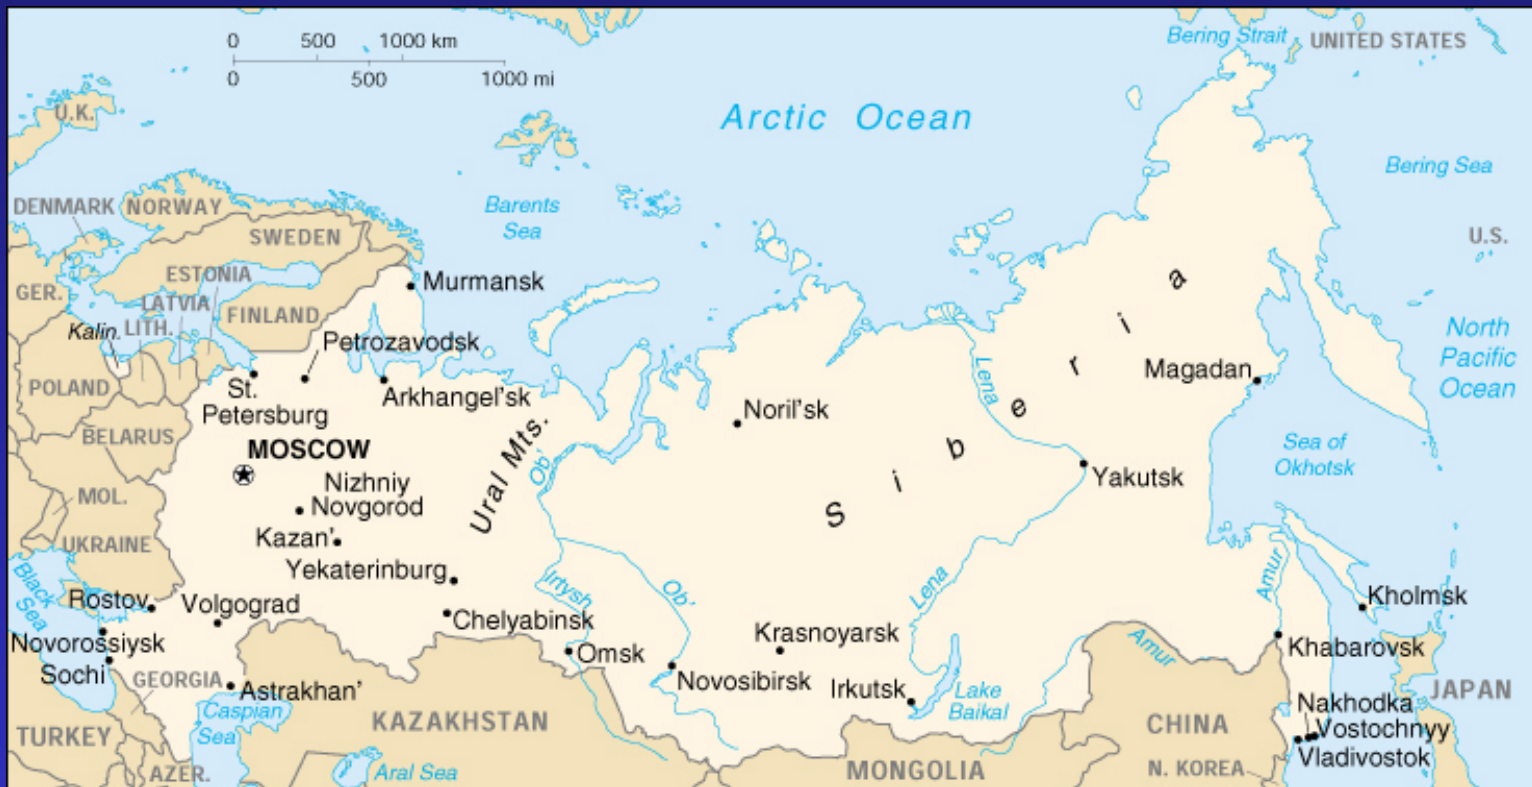 0 500 1000 km
0 500 1000 mi
Bering Strait
UNITED STATES
U.K.
Arctic Ocean
Bering Sea
Barents
Sea
DENMARK
NORWAY
SWEDEN
U.S.
ESTONIA
Murmansk
GER.
LATVIA
FINLAND
Kalin.
LITH.
Petrozavodsk
North
Pacific
Ocean
Lena
Magadan
POLAND
St.
Petersburg
Arkhangel'sk
Noril'sk
Siberia
BELARUS
MOSCOW
Ural Mts.
Ob'
Sea of
Okhotsk
Yakutsk
Nizhniy
Novgorod
MOL.
Kazan'
UKRAINE
Yekaterinburg
Irtysh
Ob'
Lena
Amur
Black
Sea
Rostov
Volgograd
Chelyabinsk
Kholmsk
Novorossiysk
Krasnoyarsk
Amur
Khabarovsk
Sochi
GEORGIA
Omsk
Novosibirsk
Irkutsk
Lake
Baikal
JAPAN
Astrakhan'
Caspian
Sea
KAZAKHSTAN
CHINA
Nakhodka
Vostochnyy
Vladivostok
TURKEY
AZER.
Aral Sea
MONGOLIA
N. KOREA